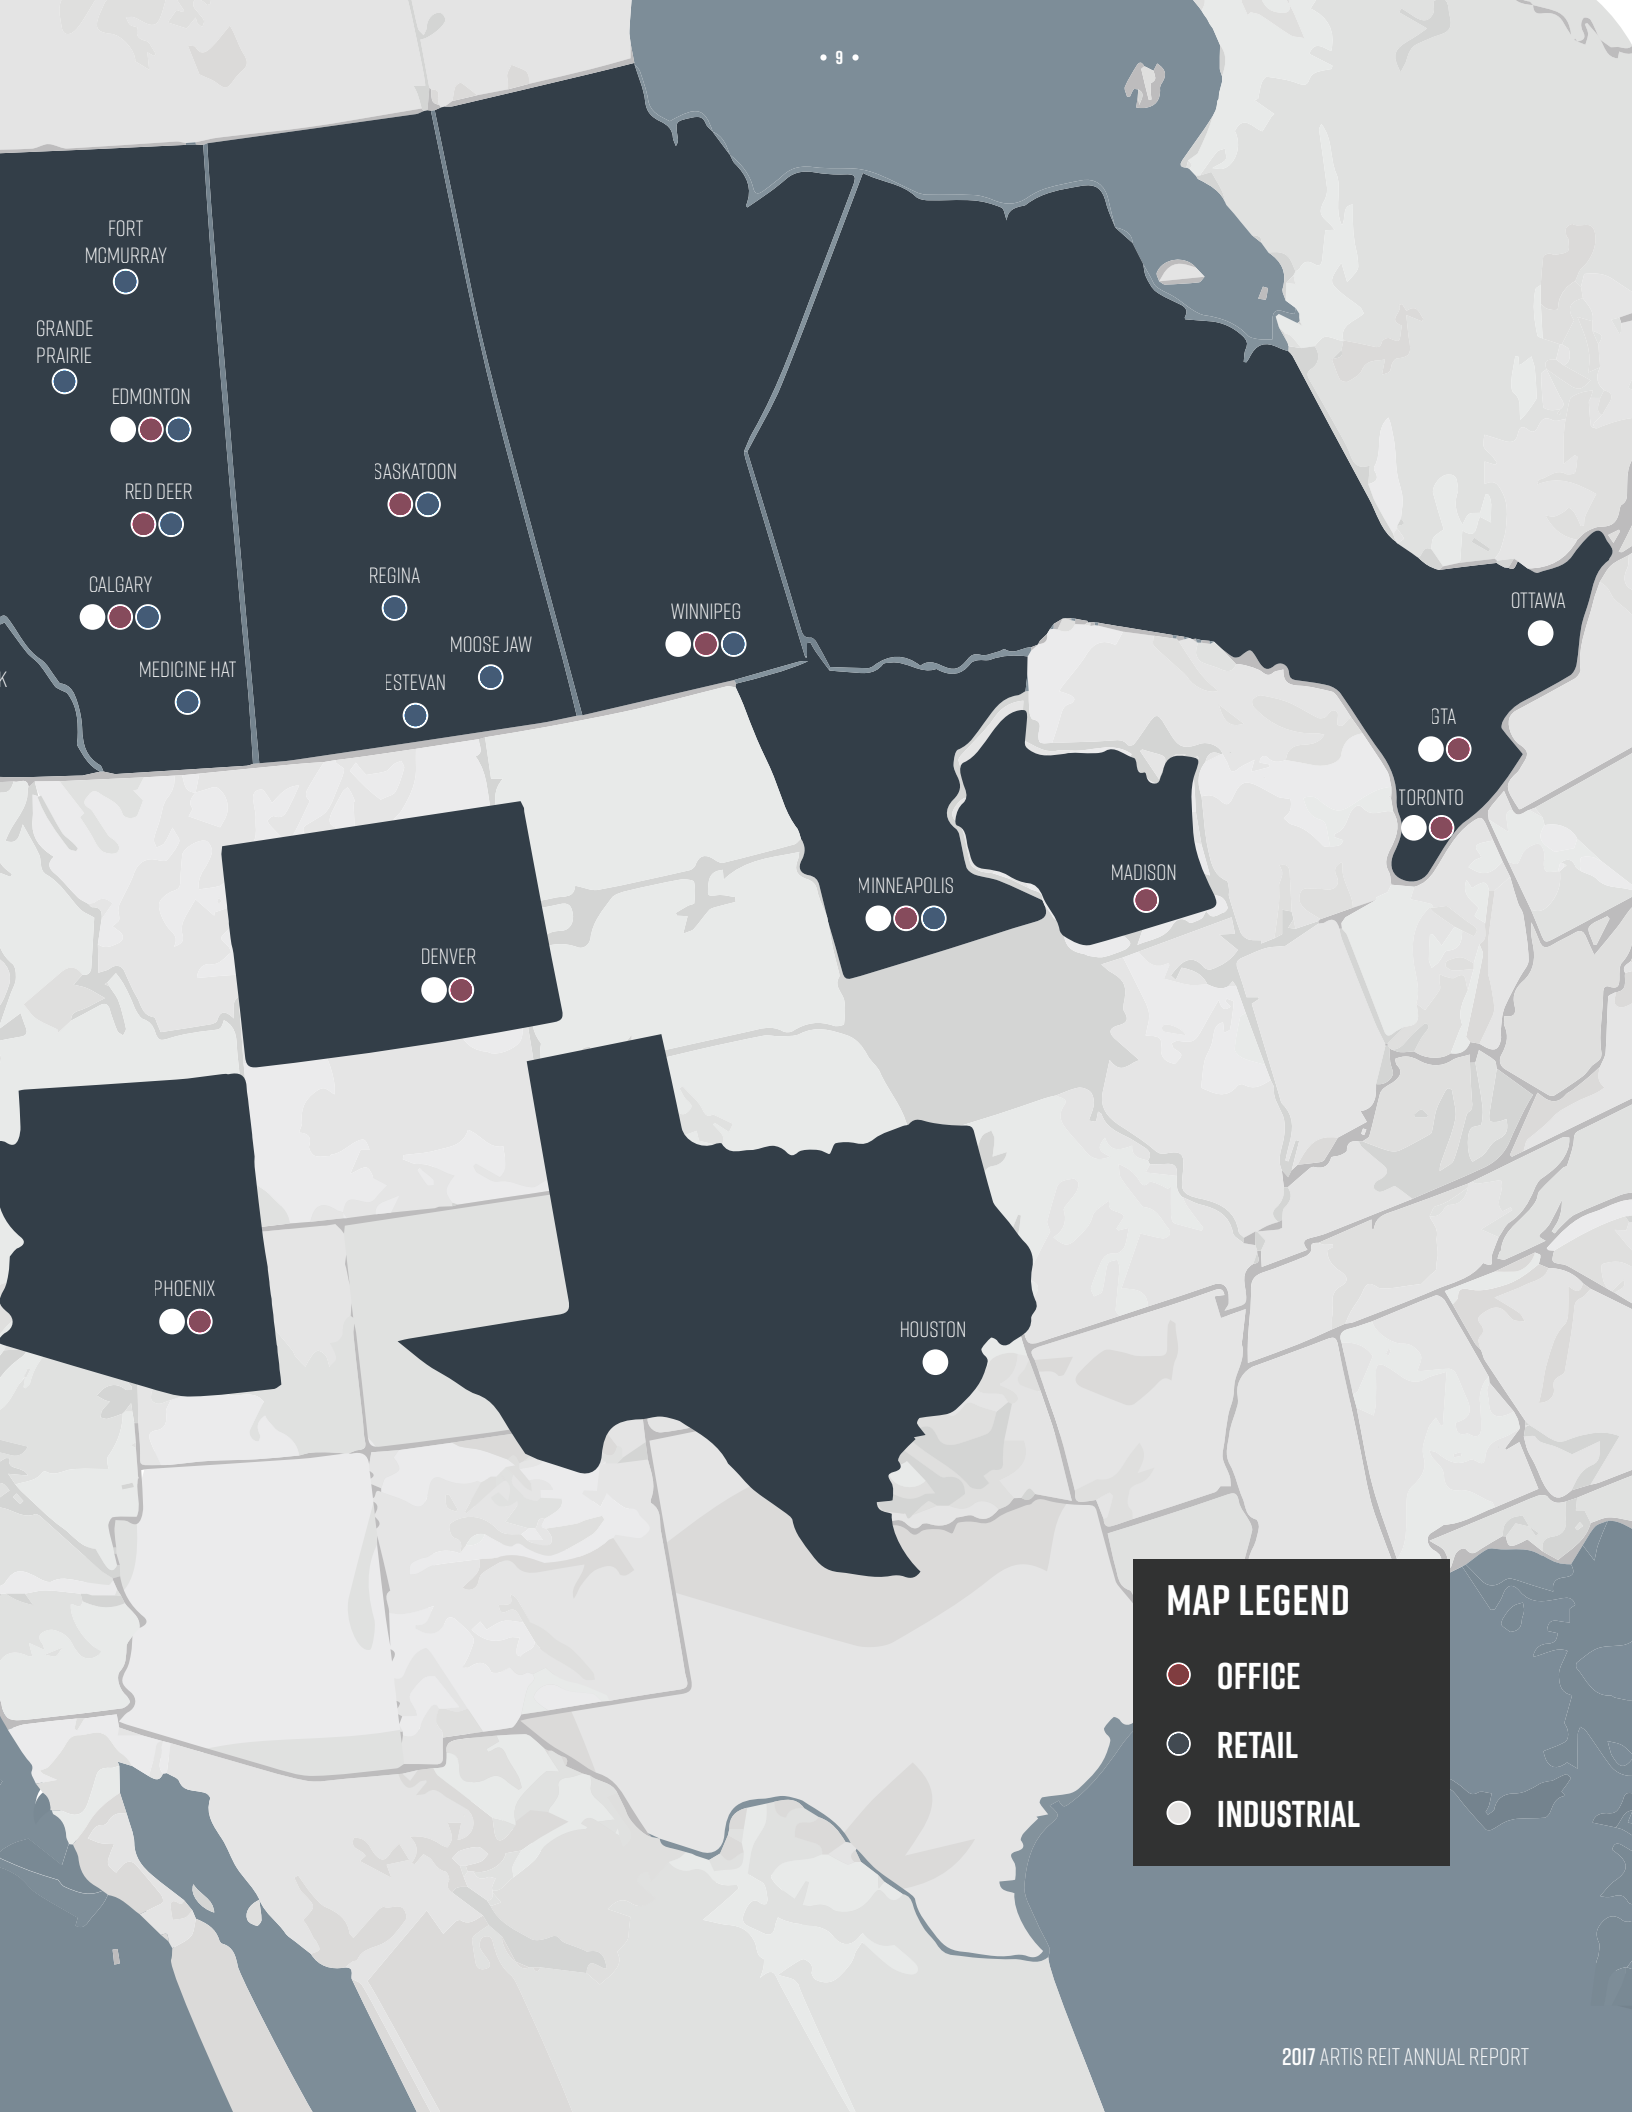 • 9 •
FORT
MCMURRAY
GRANDE
PRAIRIE
EDMONTON
RED DEER
CALGARY
MEDICINE HAT
K
SASKATOON
REGINA
MOOSE JAW
ESTEVAN
WINNIPEG
OTTAWA
GTA
TORONTO
MINNEAPOLIS
MADISON
DENVER
PHOENIX
HOUSTON
MAP LEGEND
OFFICE
RETAIL
INDUSTRIAL
2017 ARTIS REIT ANNUAL REPORT